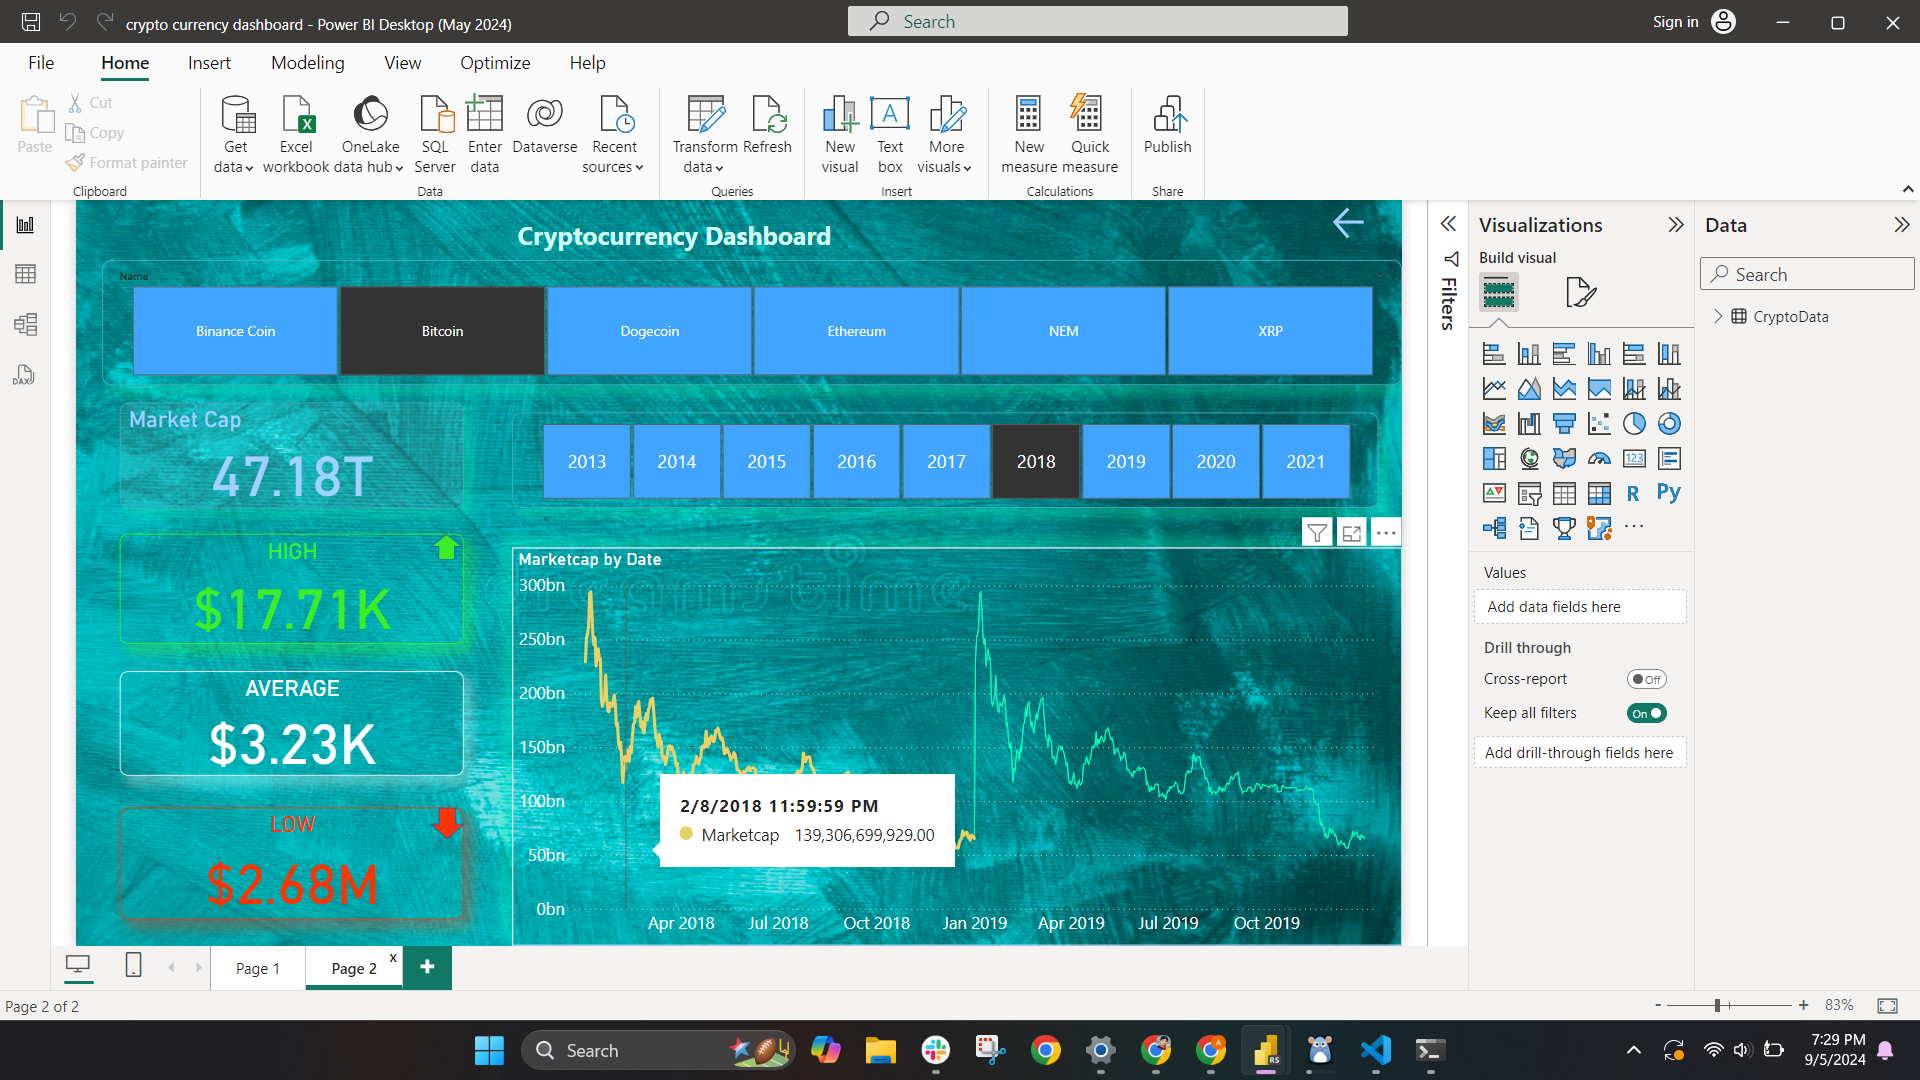 crypto currency dashboard - Power BI Desktop (May 2024)
Search
Sign in
File Home Insert Modeling View Optimize Help
Paste
Cut
Copy
Format painter
Clipboard
Get data
Excel workbook
OneLake data hub
SQL Server
Enter data
Dataverse
Recent sources
Data
Transform data
Refresh
Queries
New visual
Text box
More visuals
Insert
New measure
Quick measure
Calculations
Publish
Share
Cryptocurrency Dashboard
Name
Binance Coin
Bitcoin
Dogecoin
Ethereum
NEM
XRP
Market Cap
47.18T
2013 2014 2015 2016 2017 2018 2019 2020 2021
HIGH
$17.71K
AVERAGE
$3.23K
LOW
$2.68M
Marketcap by Date
300bn
250bn
200bn
150bn
100bn
50bn
0bn
2/8/2018 11:59:59 PM
Marketcap 139,306,699,929.00
Apr 2018 Jul 2018 Oct 2018 Jan 2019 Apr 2019 Jul 2019 Oct 2019
Filters
Visualizations
Build visual
123
R
Py
Values
Add data fields here
Drill through
Cross-report
Off
Keep all filters
On
Add drill-through fields here
Data
Search
CryptoData
DAX
Page 1
Page 2
x
+
Page 2 of 2
- + 83%
Search
RS
7:29 PM
9/5/2024